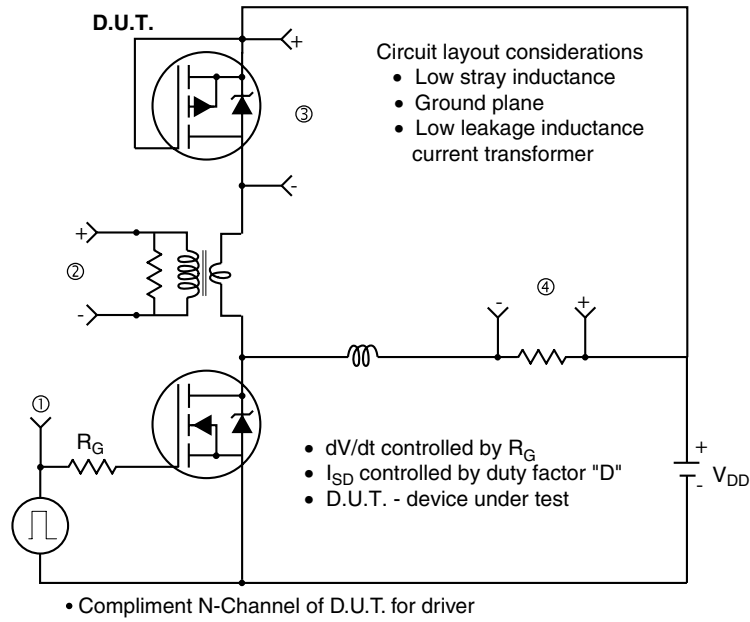 D.U.T.
+
Circuit layout considerations
• Low stray inductance
• Ground plane
• Low leakage inductance
current transformer
③
-
+
②
-
④
- +
①
R_G
• dV/dt controlled by R_G
• I_SD controlled by duty factor "D"
• D.U.T. - device under test
+
V_DD
-
• Compliment N-Channel of D.U.T. for driver